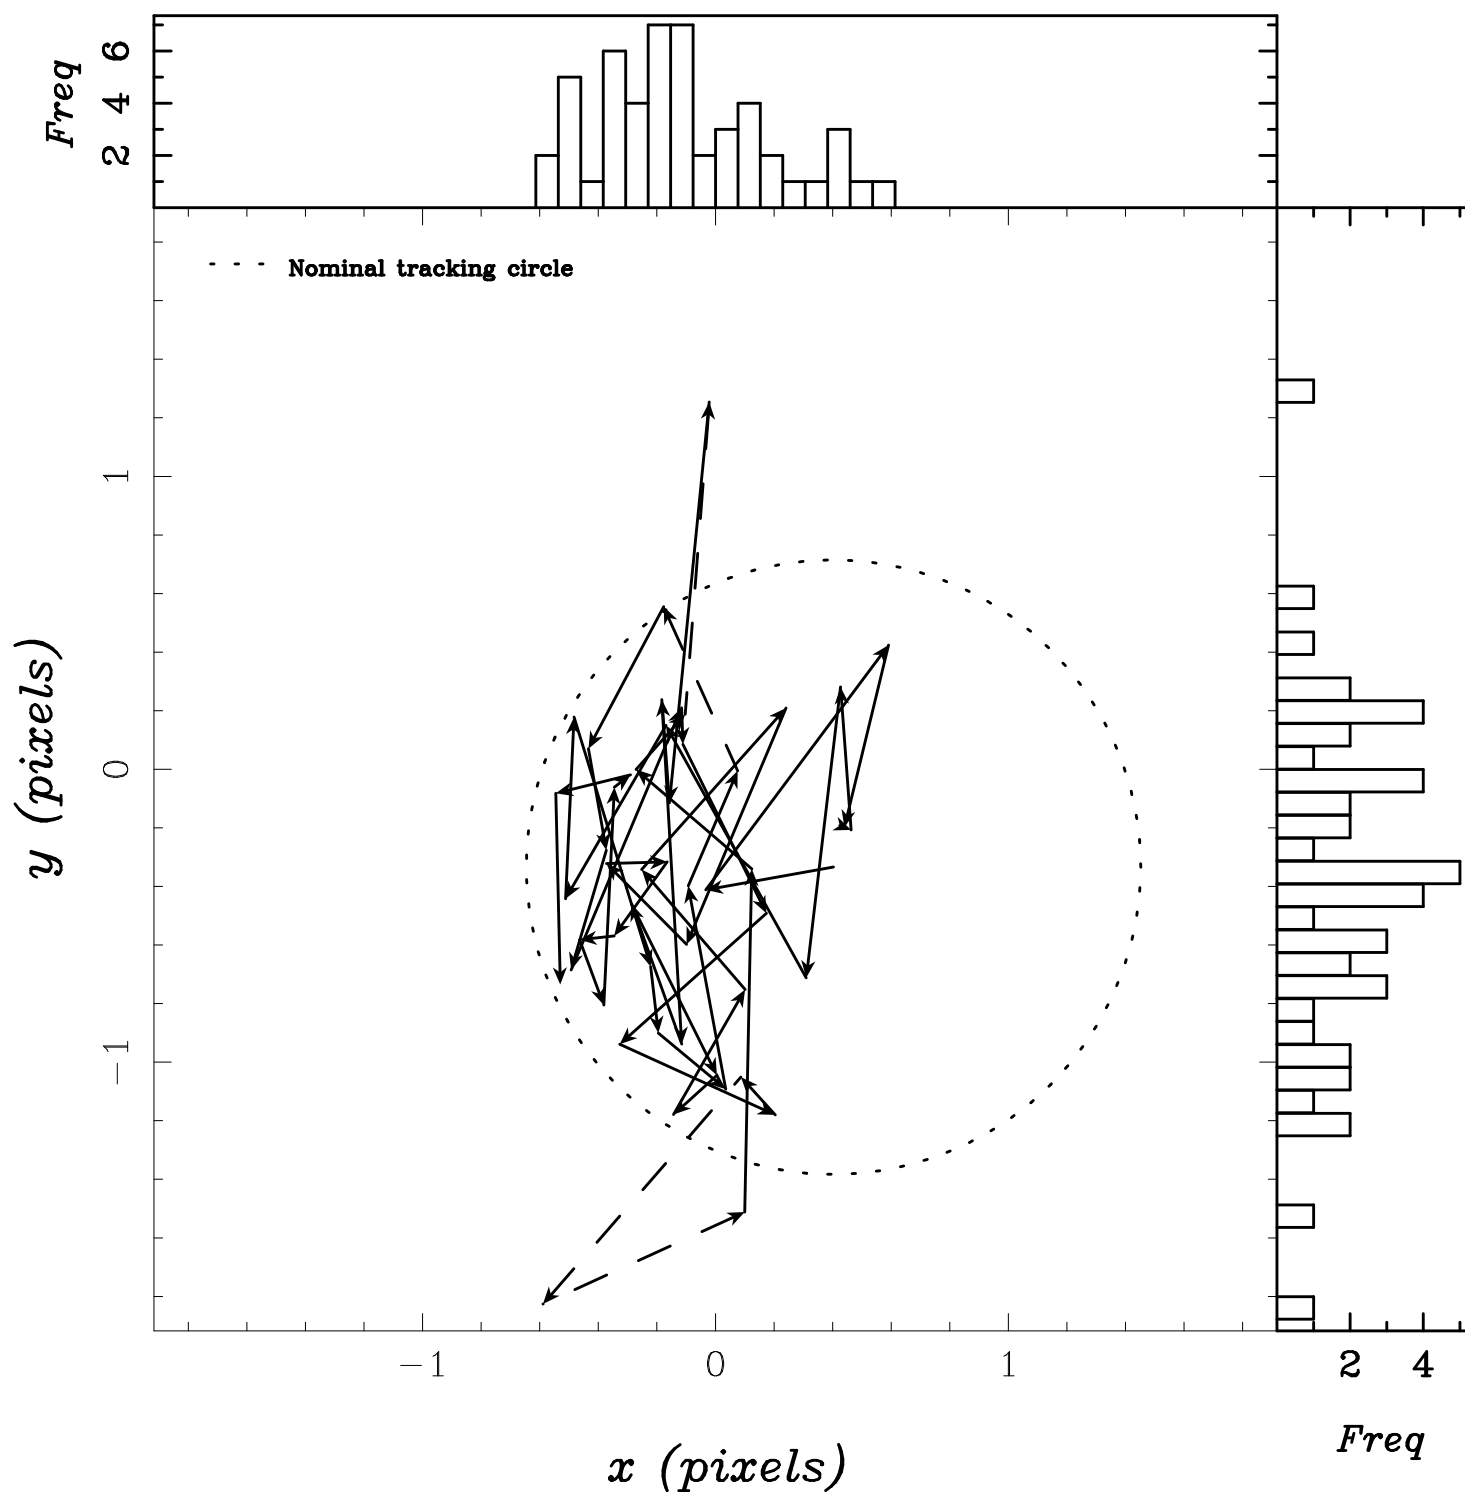 Freq
6
4
2
Nominal tracking circle
y (pixels)
1
0
−1
−1 0 1
2 4
Freq
x (pixels)